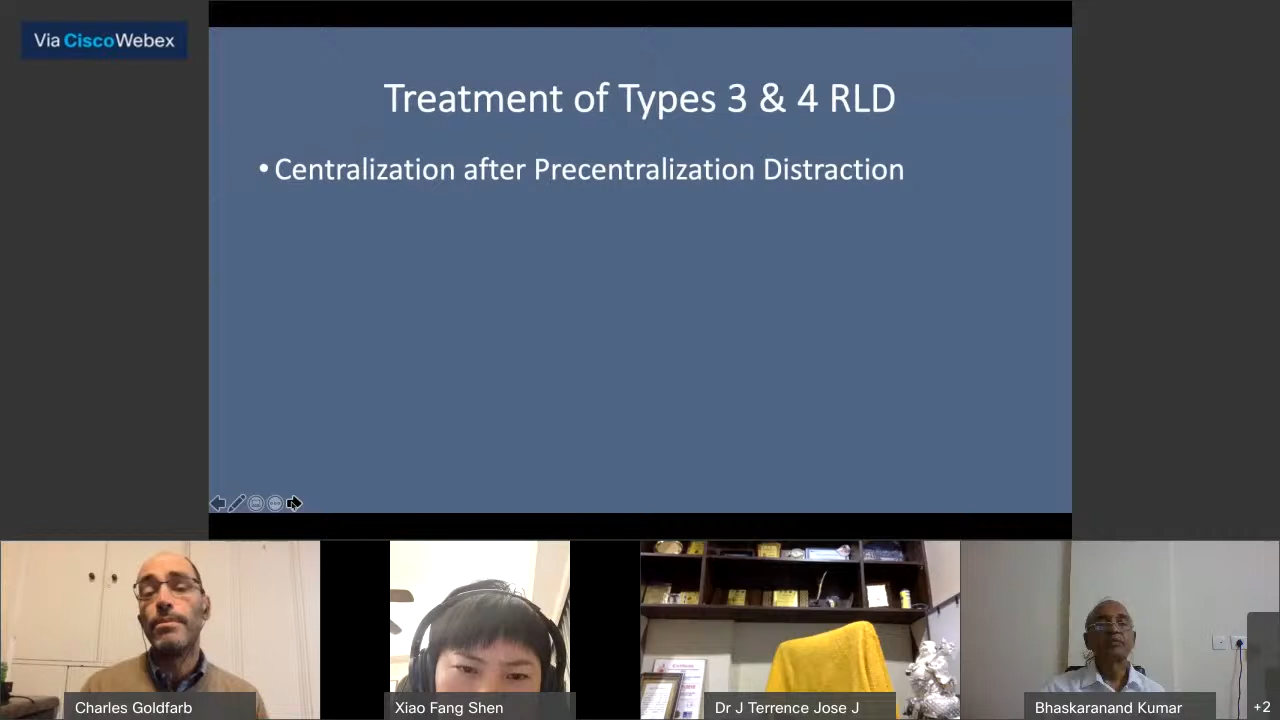 Via CiscoWebex
Treatment of Types 3 & 4 RLD
• Centralization after Precentralization Distraction
Charles Goldfarb
Xiao Fang Shen
Dr J Terrence Jose J
Bhaskaranand Kumar
+2